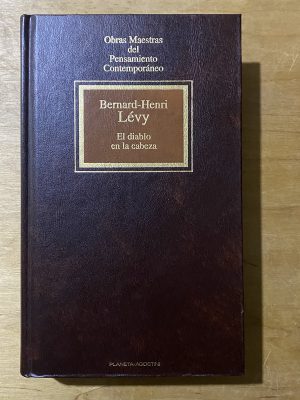 Obras Maestras
del
Pensamiento
Contemporáneo
Bernard-Henri
Lévy
El diablo
en la cabeza
PLANETA-AGOSTINI